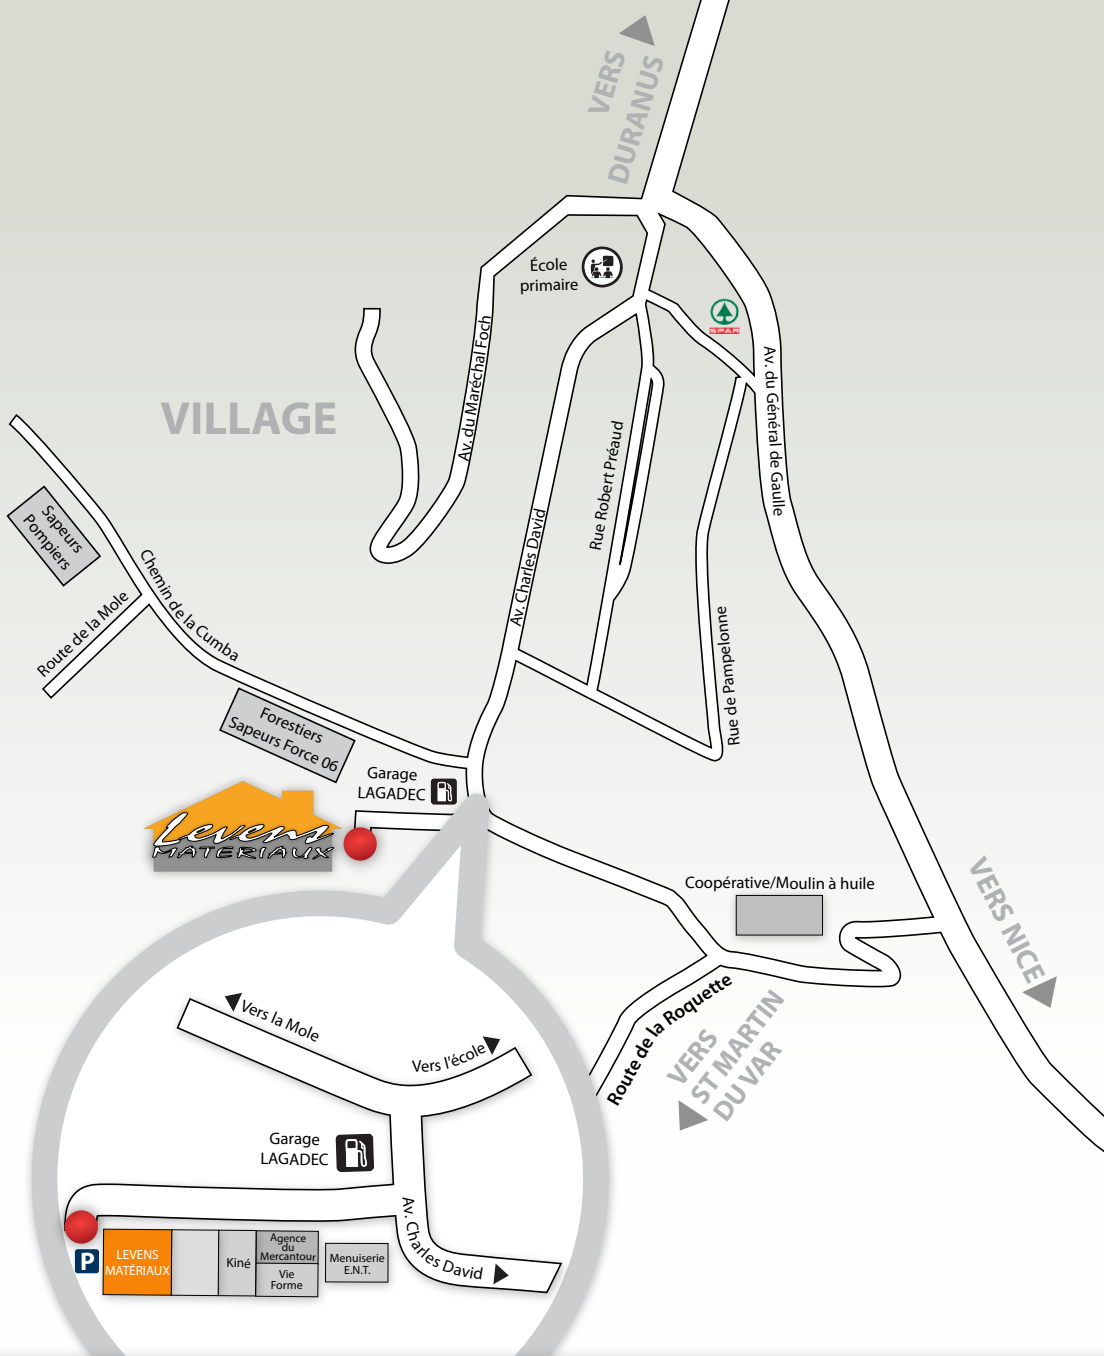 VERS
DURANUS
École
primaire
SPAR
Av. du Maréchal Foch
Av. du Général de Gaulle
VILLAGE
Rue Robert Préaud
Av. Charles David
Sapeurs
Pompiers
Chemin de la Cumba
Route de la Mole
Rue de Pampelonne
Forestiers
Sapeurs Force 06
Garage
LAGADEC
Levens
MATERIAUX
Coopérative/Moulin à huile
VERS NICE
Route de la Roquette
VERS
ST MARTIN
DU VAR
Vers la Mole
Vers l'école
Garage
LAGADEC
Av. Charles David
P
LEVENS
MATÉRIAUX
Kiné
Agence
du
Mercantour
Vie
Forme
Menuiserie
E.N.T.